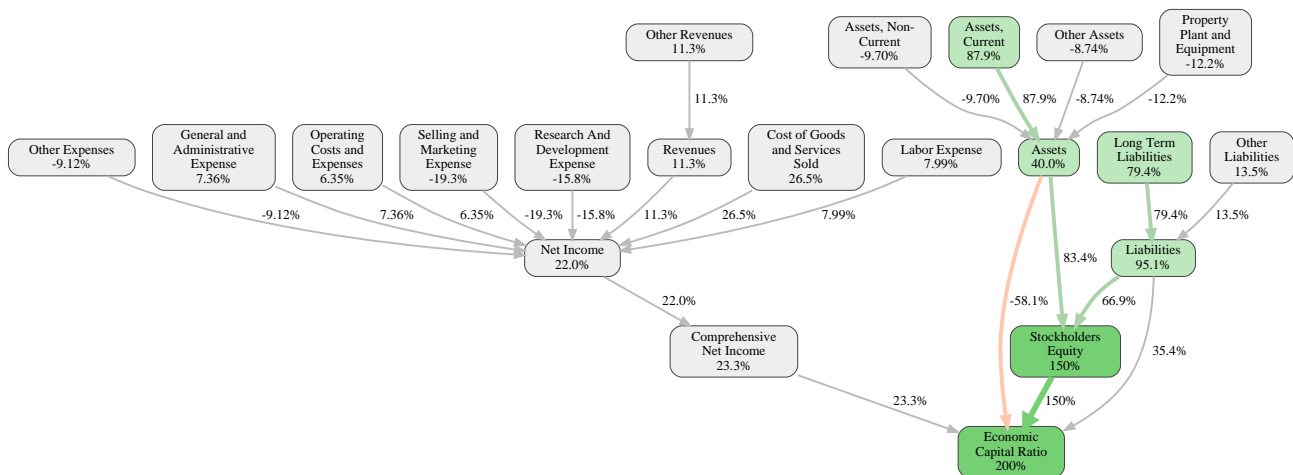 Other Revenues
11.3%
Assets, Non-
Current
-9.70%
Assets,
Current
87.9%
Other Assets
-8.74%
Property
Plant and
Equipment
-12.2%
11.3%
-9.70%
87.9%
-8.74%
-12.2%
Other Expenses
-9.12%
General and
Administrative
Expense
7.36%
Operating
Costs and
Expenses
6.35%
Selling and
Marketing
Expense
-19.3%
Research And
Development
Expense
-15.8%
Revenues
11.3%
Cost of Goods
and Services
Sold
26.5%
Labor Expense
7.99%
Assets
40.0%
Long Term
Liabilities
79.4%
Other
Liabilities
13.5%
-9.12%
7.36%
6.35%
-19.3%
-15.8%
11.3%
26.5%
7.99%
79.4%
13.5%
Net Income
22.0%
83.4%
Liabilities
95.1%
22.0%
-58.1%
66.9%
Comprehensive
Net Income
23.3%
Stockholders
Equity
150%
35.4%
23.3%
150%
Economic
Capital Ratio
200%